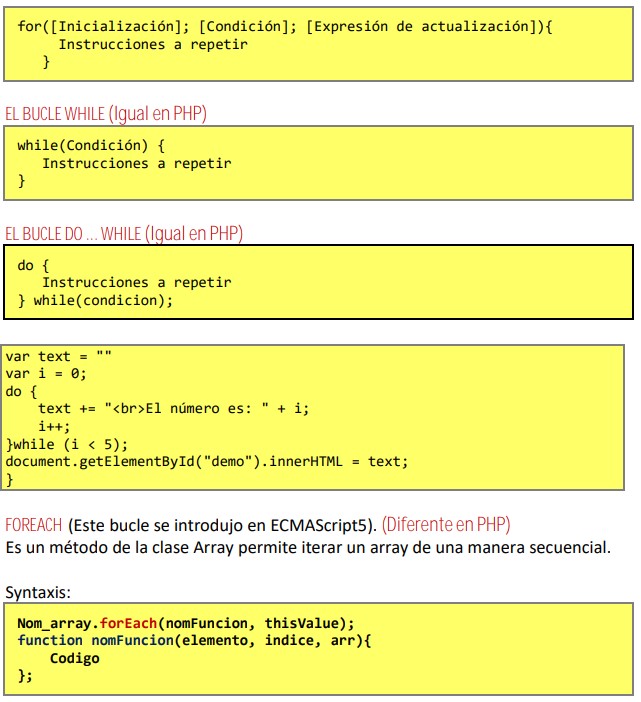 for([Inicialización]; [Condición]; [Expresión de actualización]){
Instrucciones a repetir
}
EL BUCLE WHILE (Igual en PHP)
while(Condición) {
Instrucciones a repetir
}
EL BUCLE DO ... WHILE (Igual en PHP)
do {
Instrucciones a repetir
} while(condicion);
var text = ""
var i = 0;
do {
text += "<br>El número es: " + i;
i++;
}while (i < 5);
document.getElementById("demo").innerHTML = text;
}
FOREACH (Este bucle se introdujo en ECMAScript5). (Diferente en PHP)
Es un método de la clase Array permite iterar un array de una manera secuencial.
Syntaxis:
Nom_array.forEach(nomFuncion, thisValue);
function nomFuncion(elemento, indice, arr){
Codigo
};